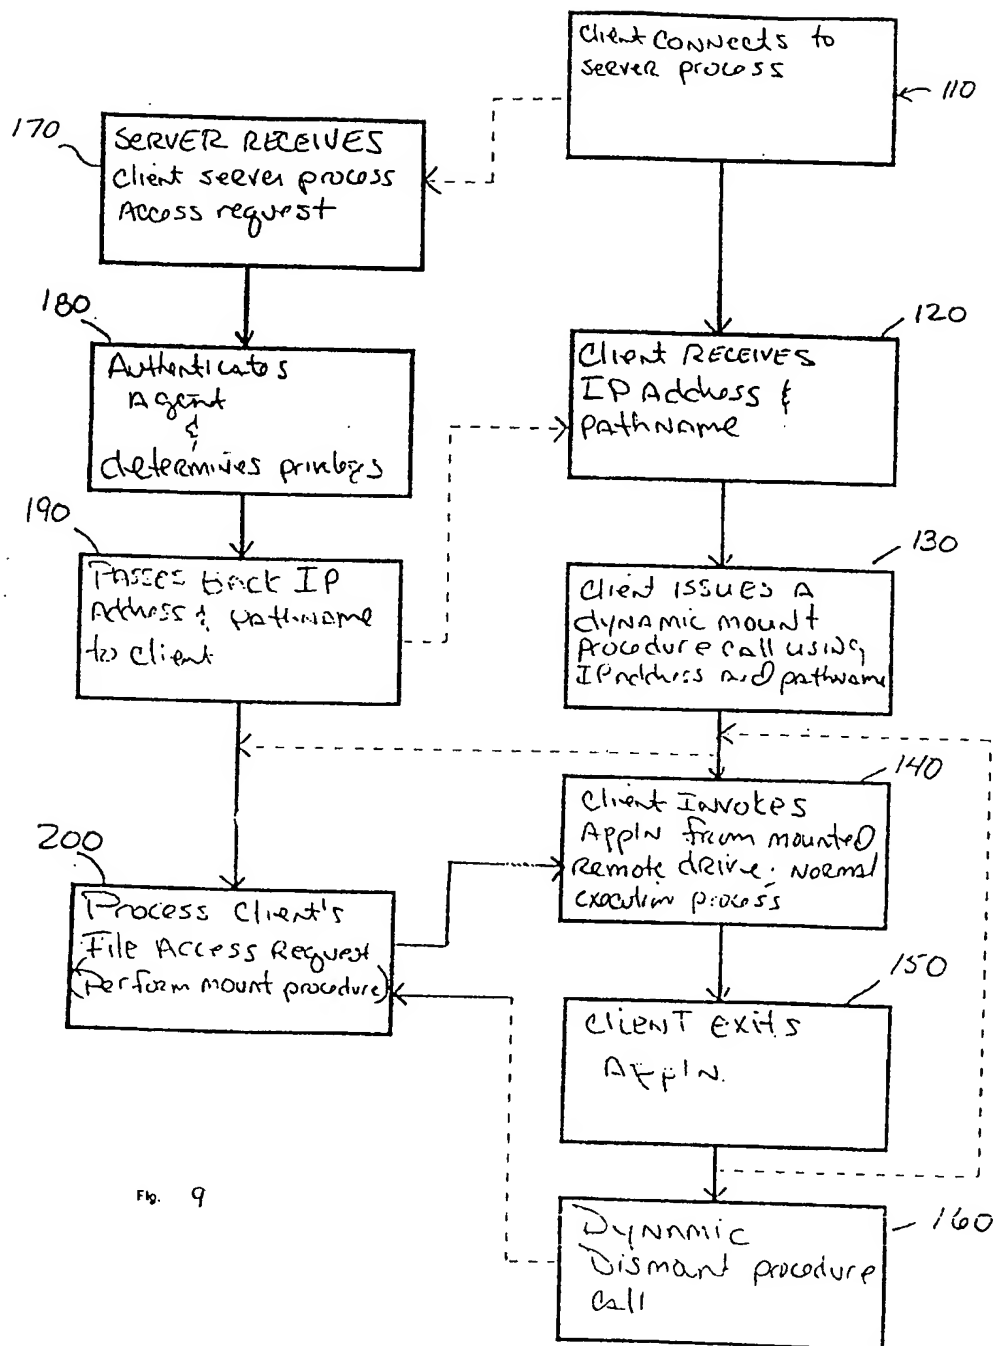 Client CONNECTS to
server process
110
170
SERVER RECEIVES
Client server process
Access request
180
Authenticates
Agent
&
determines privileges
120
Client RECEIVES
IP Address &
PATHNAME
190
PASSES back IP
Address & PATHNAME
to client
130
Client ISSUES A
dynamic mount
procedure call using
IP address and pathname
140
Client Invokes
Appln from mounted
remote drive; normal
execution process
200
Process Client's
File Access Request
(Perform mount procedure)
150
CLIENT EXITS
Appln.
160
Dynamic
Dismant procedure
call
Fig. 9